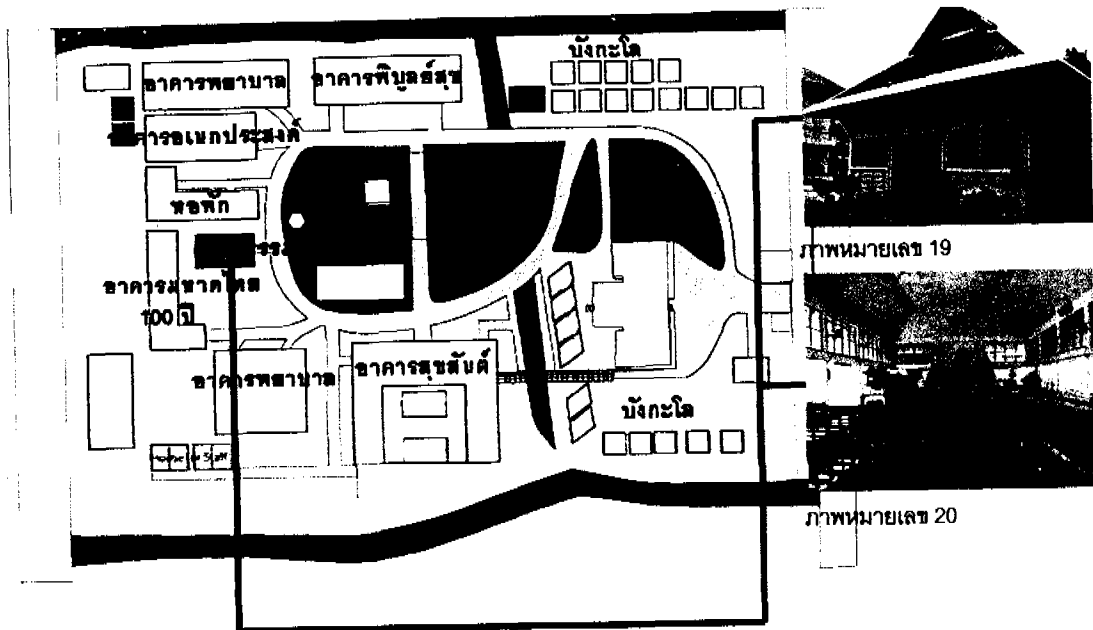 บังกะโล
อาคารพยาบาล
อาคารพิบูลย์สุข
อาคารอเนกประสงค์
หอพัก
อาคารมหาดไทย
100 ปี
อาคารพยาบาล
อาคารสุขสันต์
บังกะโล
ภาพหมายเลข 19
ภาพหมายเลข 20